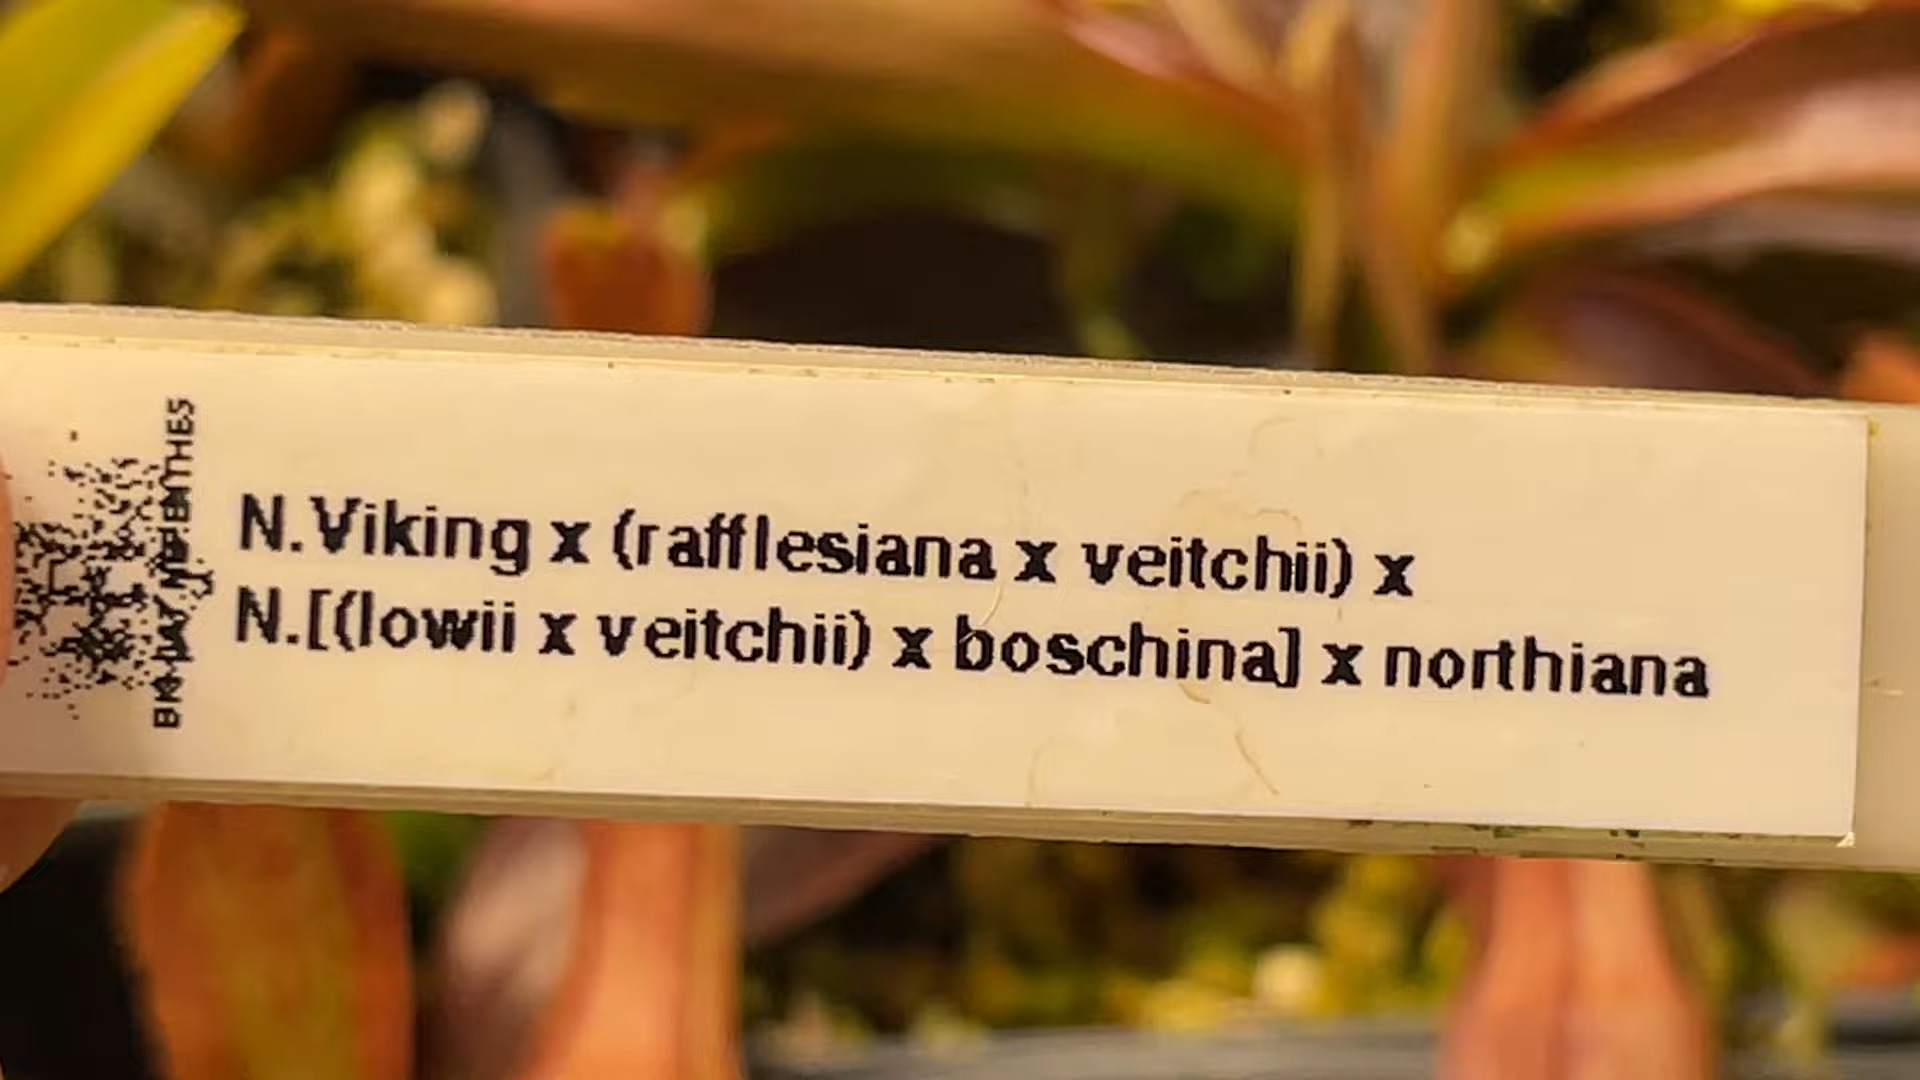 N.Viking x (rafflesiana x veitchii) x
N.[(lowii x veitchii) x boschina] x northiana